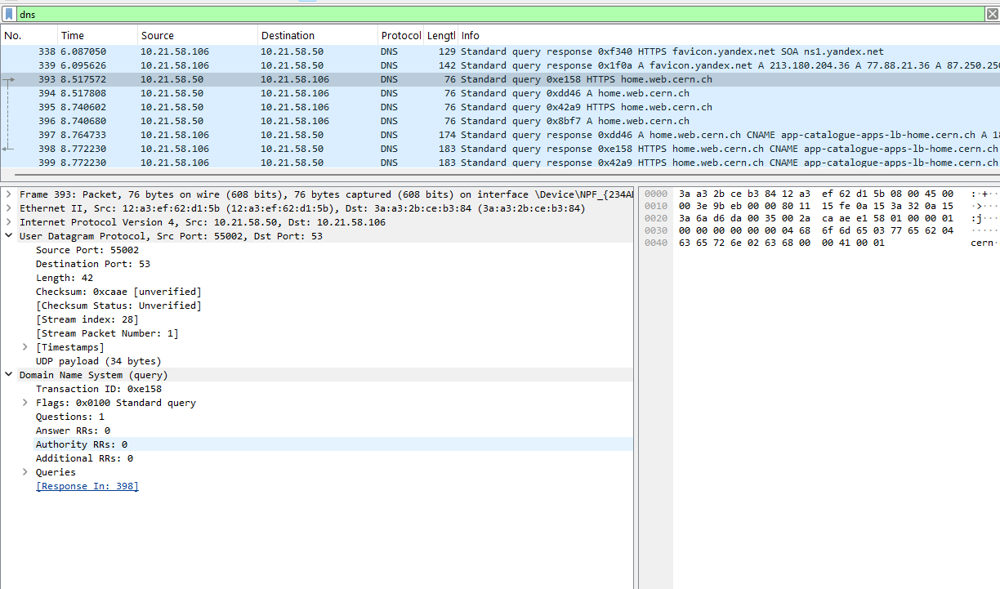 dns
No. Time Source Destination Protocol Lengtl Info
338 6.087050 10.21.58.106 10.21.58.50 DNS 129 Standard query response 0xf340 HTTPS favicon.yandex.net SOA ns1.yandex.net
339 6.095626 10.21.58.106 10.21.58.50 DNS 142 Standard query response 0x1f0a A favicon.yandex.net A 213.180.204.36 A 77.88.21.36 A 87.250.250
393 8.517572 10.21.58.50 10.21.58.106 DNS 76 Standard query 0xe158 HTTPS home.web.cern.ch
394 8.517808 10.21.58.50 10.21.58.106 DNS 76 Standard query 0xdd46 A home.web.cern.ch
395 8.740602 10.21.58.50 10.21.58.106 DNS 76 Standard query 0x42a9 HTTPS home.web.cern.ch
396 8.740680 10.21.58.50 10.21.58.106 DNS 76 Standard query 0x8bf7 A home.web.cern.ch
397 8.764733 10.21.58.106 10.21.58.50 DNS 174 Standard query response 0xdd46 A home.web.cern.ch CNAME app-catalogue-apps-lb-home.cern.ch A 18
398 8.772230 10.21.58.106 10.21.58.50 DNS 183 Standard query response 0xe158 HTTPS home.web.cern.ch CNAME app-catalogue-apps-lb-home.cern.ch
399 8.772230 10.21.58.106 10.21.58.50 DNS 183 Standard query response 0x42a9 HTTPS home.web.cern.ch CNAME app-catalogue-apps-lb-home.cern.ch
Frame 393: Packet, 76 bytes on wire (608 bits), 76 bytes captured (608 bits) on interface \Device\NPF_{234A
Ethernet II, Src: 12:a3:ef:62:d1:5b (12:a3:ef:62:d1:5b), Dst: 3a:a3:2b:ce:b3:84 (3a:a3:2b:ce:b3:84)
Internet Protocol Version 4, Src: 10.21.58.50, Dst: 10.21.58.106
User Datagram Protocol, Src Port: 55002, Dst Port: 53
Source Port: 55002
Destination Port: 53
Length: 42
Checksum: 0xcaae [unverified]
[Checksum Status: Unverified]
[Stream index: 28]
[Stream Packet Number: 1]
[Timestamps]
UDP payload (34 bytes)
Domain Name System (query)
Transaction ID: 0xe158
Flags: 0x0100 Standard query
Questions: 1
Answer RRs: 0
Authority RRs: 0
Additional RRs: 0
Queries
[Response In: 398]
0000 3a a3 2b ce b3 84 12 a3 ef 62 d1 5b 08 00 45 00 :·+··
0010 00 3e 9b eb 00 00 80 11 15 fe 0a 15 3a 32 0a 15 ·>···
0020 3a 6a d6 da 00 35 00 2a ca ae e1 58 01 00 00 01 :j···
0030 00 00 00 00 00 00 04 68 6f 6d 65 03 77 65 62 04 ·····
0040 63 65 72 6e 02 63 68 00 00 41 00 01 cern·